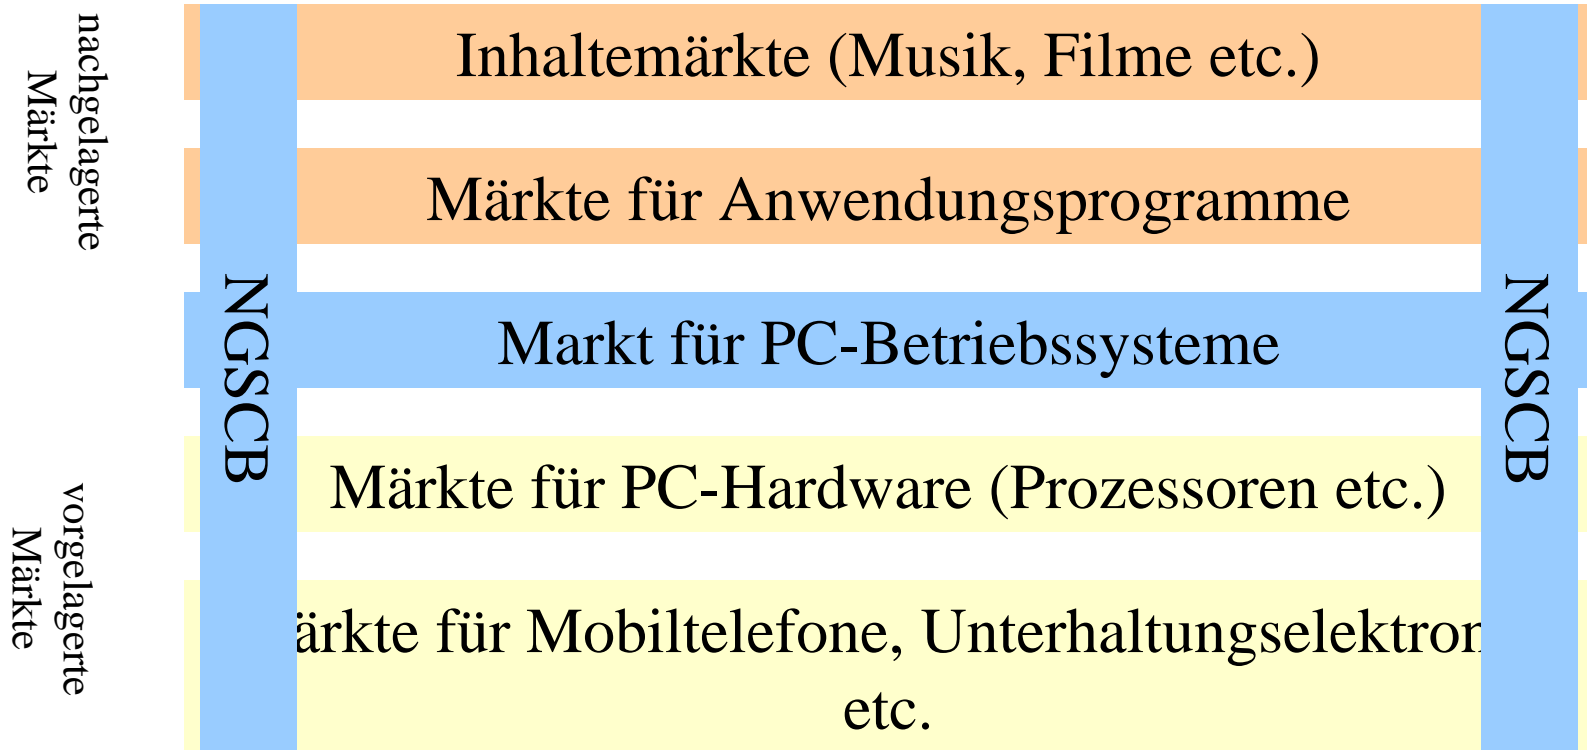 nachgelagerte
Märkte
Inhaltemärkte (Musik, Filme etc.)
Märkte für Anwendungsprogramme
NGSCB
Markt für PC-Betriebssysteme
NGSCB
Märkte für PC-Hardware (Prozessoren etc.)
vorgelagerte
Märkte
ärkte für Mobiltelefone, Unterhaltungselektron
etc.